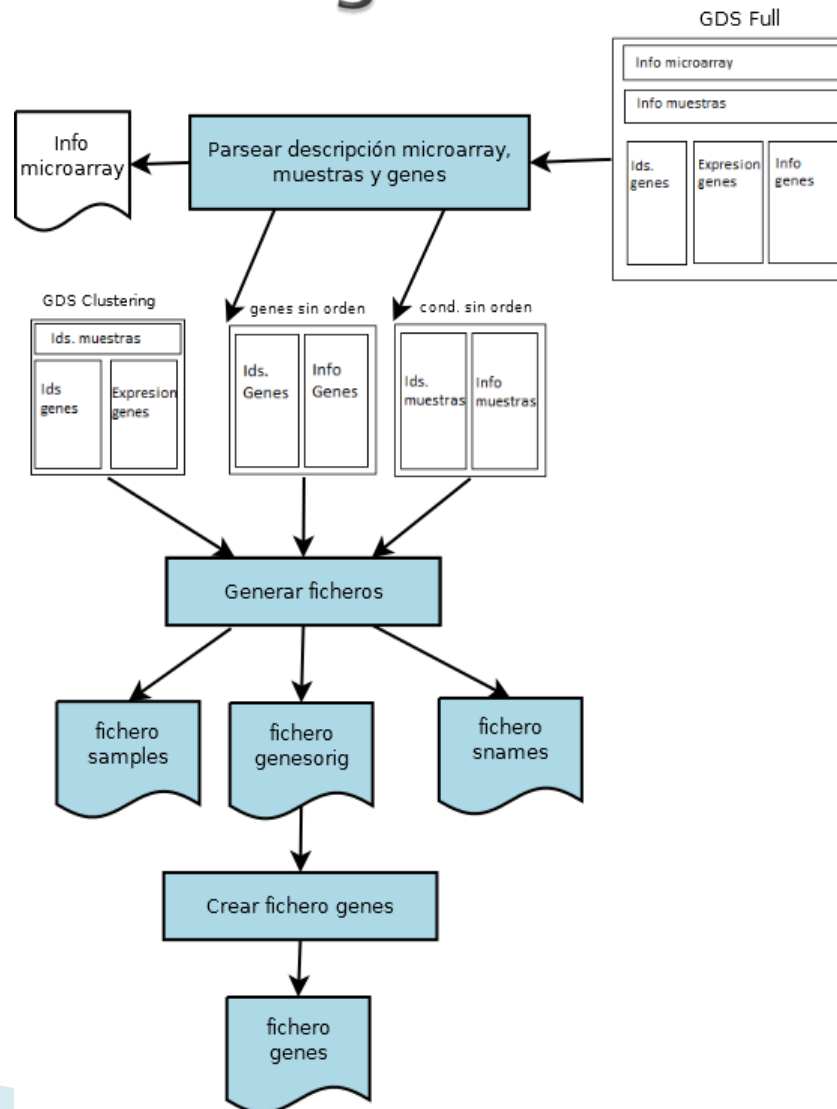 GDS Full
Info microarray
Info muestras
Ids.
genes
Expresion
genes
Info
genes
Info
microarray
Parsear descripción microarray,
muestras y genes
GDS Clustering
Ids. muestras
Ids
genes
Expresion
genes
genes sin orden
Ids.
Genes
Info
Genes
cond. sin orden
Ids.
muestras
Info
muestras
Generar ficheros
fichero
samples
fichero
genesorig
fichero
snames
Crear fichero genes
fichero
genes